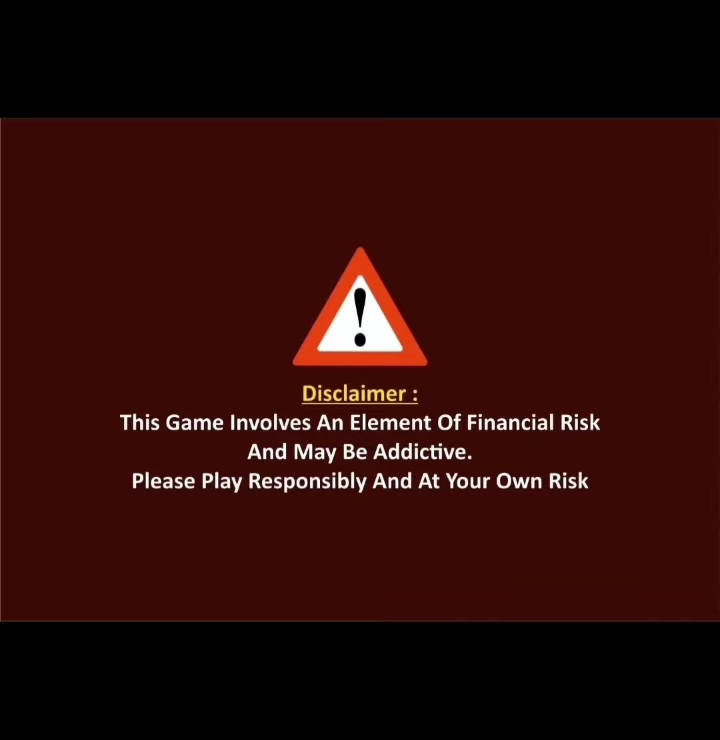 Disclaimer :
This Game Involves An Element Of Financial Risk
And May Be Addictive.
Please Play Responsibly And At Your Own Risk